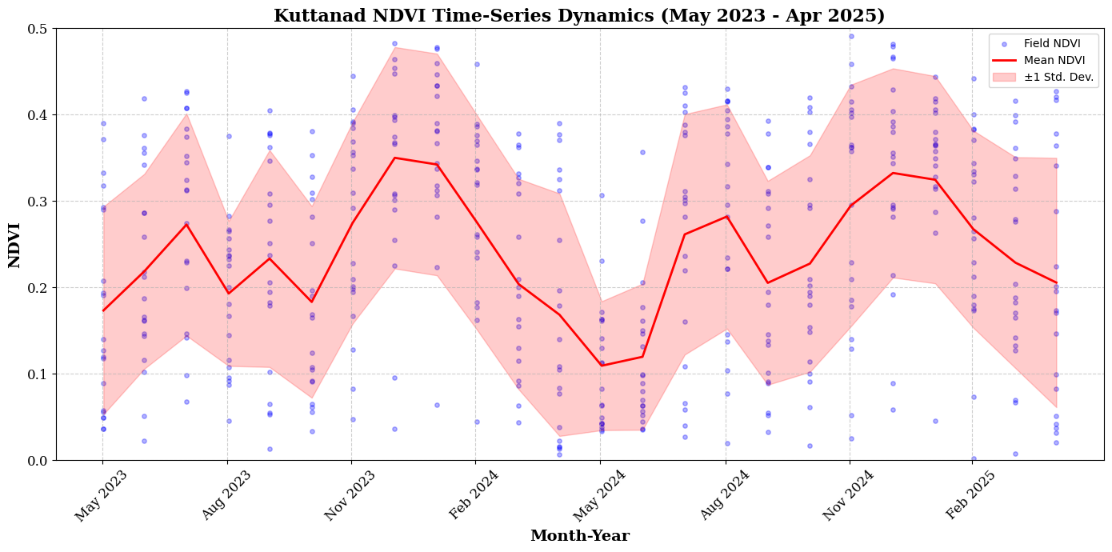 Kuttanad NDVI Time-Series Dynamics (May 2023 - Apr 2025)
NDVI
0.5
0.4
0.3
0.2
0.1
0.0
Field NDVI
Mean NDVI
±1 Std. Dev.
May 2023
Aug 2023
Nov 2023
Feb 2024
May 2024
Aug 2024
Nov 2024
Feb 2025
Month-Year